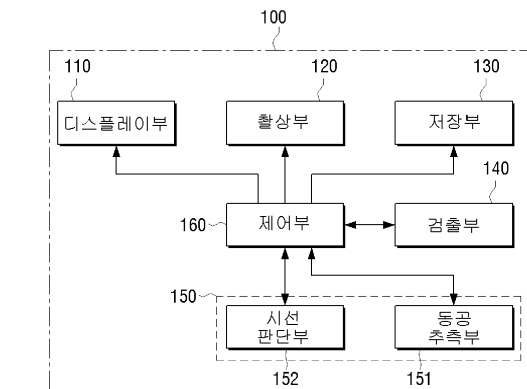 100
110
120
130
디스플레이부
촬상부
저장부
140
160
제어부
검출부
150
시선
판단부
동공
추측부
152
151